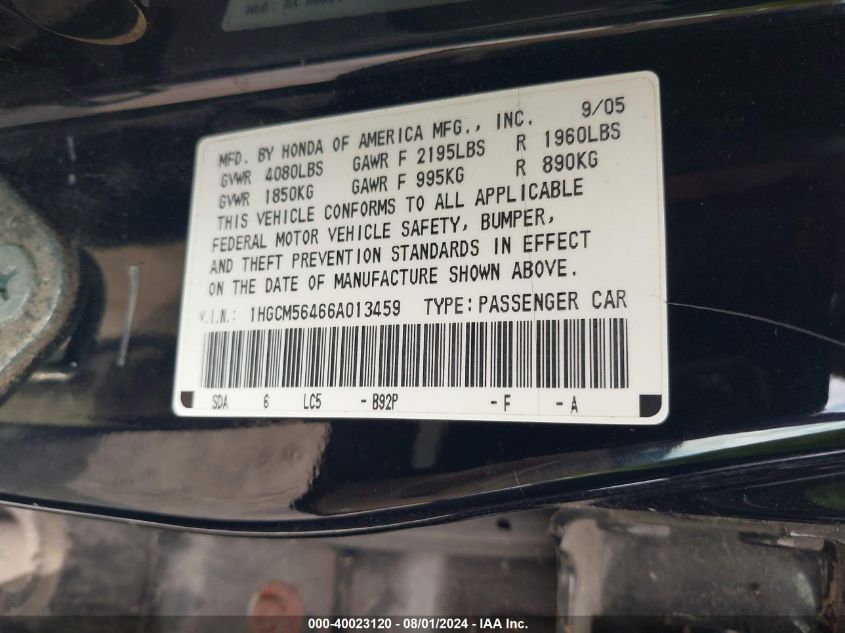 MFD. BY HONDA OF AMERICA MFG., INC. 9/05
GVWR 4080LBS GAWR F 2195LBS R 1960LBS
GVWR 1850KG GAWR F 995KG R 890KG
THIS VEHICLE CONFORMS TO ALL APPLICABLE
FEDERAL MOTOR VEHICLE SAFETY, BUMPER,
AND THEFT PREVENTION STANDARDS IN EFFECT
ON THE DATE OF MANUFACTURE SHOWN ABOVE.
V.I.N.: 1HGCM56466A013459 TYPE: PASSENGER CAR
SDA 6 LC5 - B92P - F - A
000-40023120 - 08/01/2024 - IAA Inc.